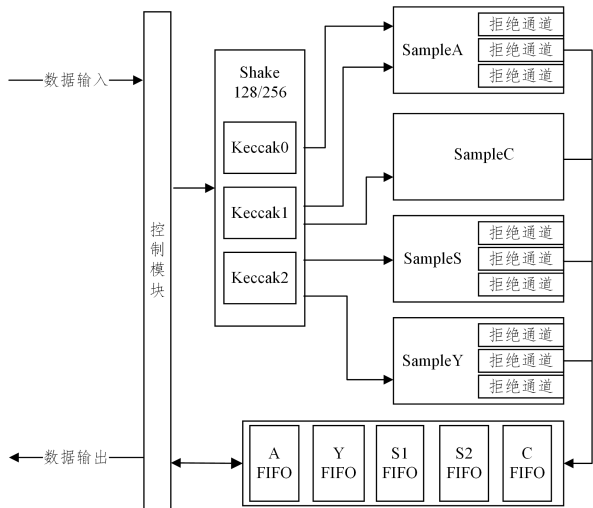 数据输入
控制模块
数据输出
Shake
128/256
Keccak0
Keccak1
Keccak2
SampleA
拒绝通道
拒绝通道
拒绝通道
SampleC
SampleS
拒绝通道
拒绝通道
拒绝通道
SampleY
拒绝通道
拒绝通道
拒绝通道
A
FIFO
Y
FIFO
S1
FIFO
S2
FIFO
C
FIFO